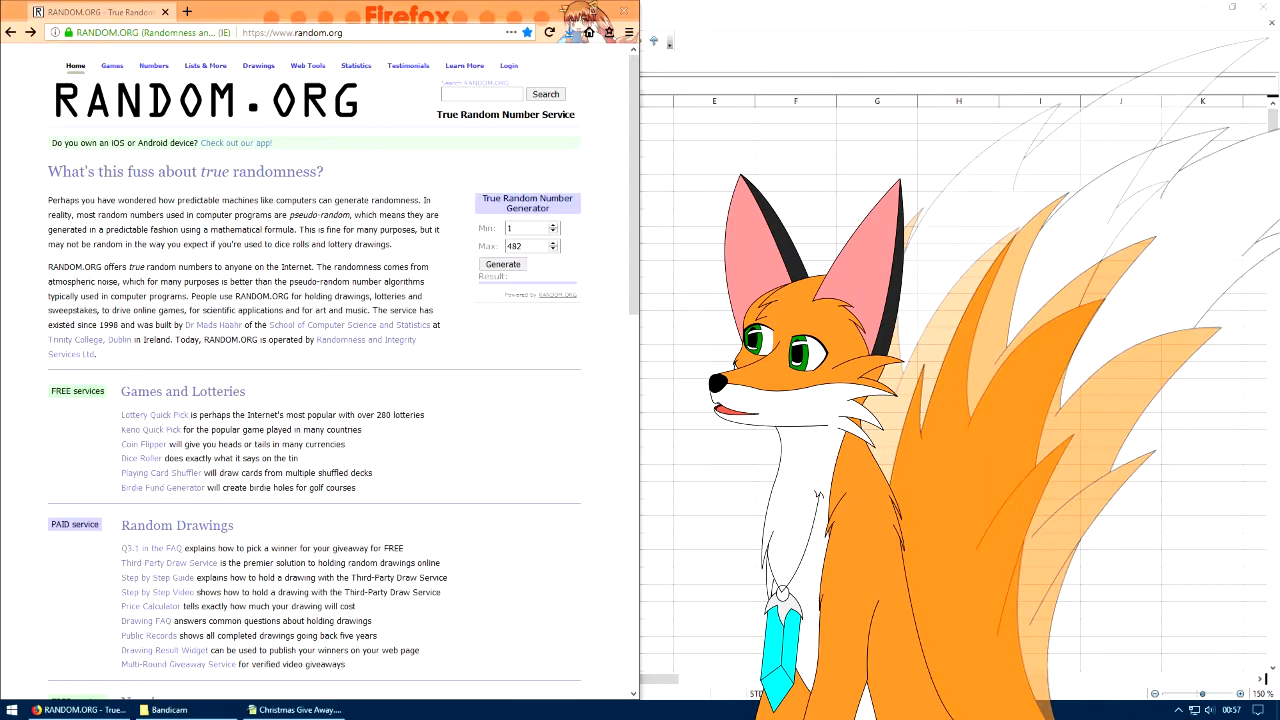 RANDOM.ORG - True Random
Firefox
RANDOM.ORG (Randomness an... (IE)
https://www.random.org
Home Games Numbers Lists & More Drawings Web Tools Statistics Testimonials Learn More Login
RANDOM.ORG
Search RANDOM.ORG
Search
True Random Number Service
Do you own an iOS or Android device? Check out our app!
What's this fuss about true randomness?
Perhaps you have wondered how predictable machines like computers can generate randomness. In
reality, most random numbers used in computer programs are pseudo-random, which means they are
generated in a predictable fashion using a mathematical formula. This is fine for many purposes, but it
may not be random in the way you expect if you're used to dice rolls and lottery drawings.
RANDOM.ORG offers true random numbers to anyone on the Internet. The randomness comes from
atmospheric noise, which for many purposes is better than the pseudo-random number algorithms
typically used in computer programs. People use RANDOM.ORG for holding drawings, lotteries and
sweepstakes, to drive online games, for scientific applications and for art and music. The service has
existed since 1998 and was built by Dr Mads Haahr of the School of Computer Science and Statistics at
Trinity College, Dublin in Ireland. Today, RANDOM.ORG is operated by Randomness and Integrity
Services Ltd.
True Random Number
Generator
Min: 1
Max: 482
Generate
Result:
Powered by RANDOM.ORG
FREE services
Games and Lotteries
Lottery Quick Pick is perhaps the Internet's most popular with over 280 lotteries
Keno Quick Pick for the popular game played in many countries
Coin Flipper will give you heads or tails in many currencies
Dice Roller does exactly what it says on the tin
Playing Card Shuffler will draw cards from multiple shuffled decks
Birdie Fund Generator will create birdie holes for golf courses
PAID service
Random Drawings
Q3.1 in the FAQ explains how to pick a winner for your giveaway for FREE
Third-Party Draw Service is the premier solution to holding random drawings online
Step by Step Guide explains how to hold a drawing with the Third-Party Draw Service
Step by Step Video shows how to hold a drawing with the Third-Party Draw Service
Price Calculator tells exactly how much your drawing will cost
Drawing FAQ answers common questions about holding drawings
Public Records shows all completed drawings going back five years
Drawing Result Widget can be used to publish your winners on your web page
Multi-Round Giveaway Service for verified video giveaways
E F G H I J K
150 %
RANDOM.ORG - True...
Bandicam
Christmas Give Away....
00:57